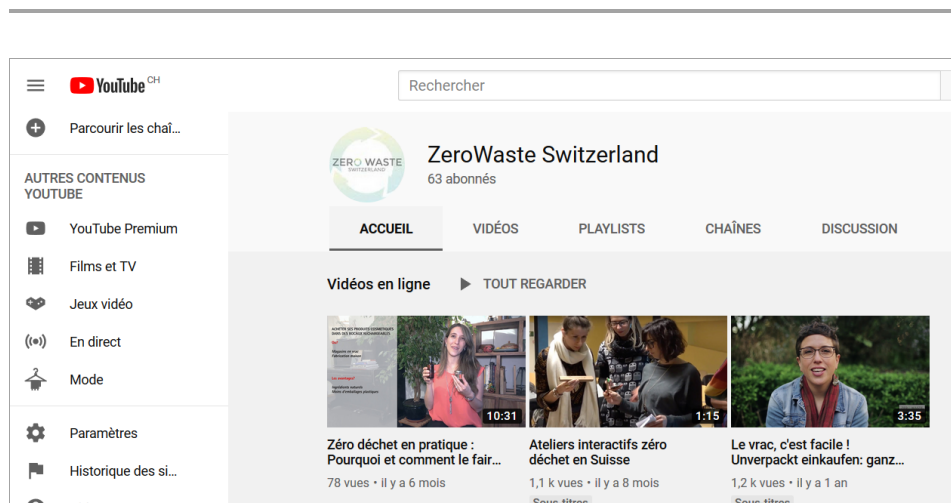 YouTube CH
Rechercher
Parcourir les chaî...
AUTRES CONTENUS
YOUTUBE
YouTube Premium
Films et TV
Jeux vidéo
En direct
Mode
Paramètres
Historique des si...
ZERO WASTE
SWITZERLAND
ZeroWaste Switzerland
63 abonnés
ACCUEIL
VIDÉOS
PLAYLISTS
CHAÎNES
DISCUSSION
Vidéos en ligne
TOUT REGARDER
10:31
Zéro déchet en pratique :
Pourquoi et comment le fair...
78 vues • il y a 6 mois
1:15
Ateliers interactifs zéro
déchet en Suisse
1,1 k vues • il y a 8 mois
Sous-titres
3:35
Le vrac, c'est facile !
Unverpackt einkaufen: ganz...
1,2 k vues • il y a 1 an
Sous-titres